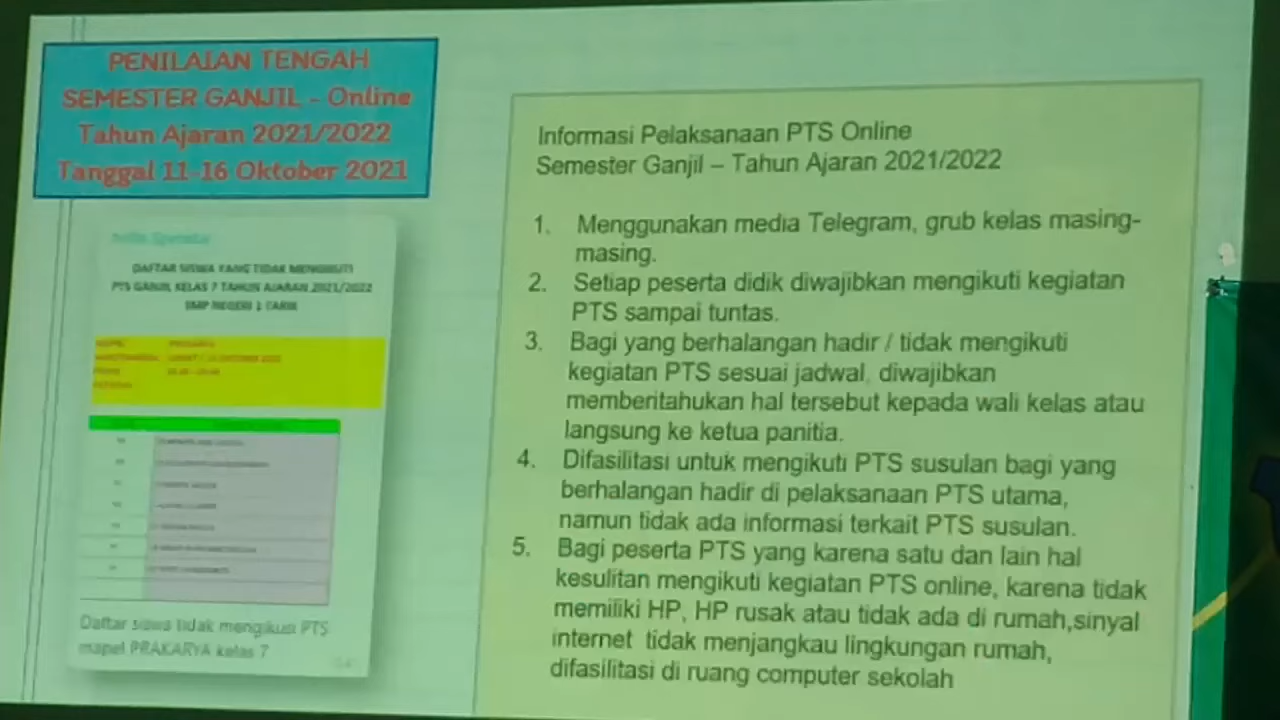 PENILAIAN TENGAH
SEMESTER GANJIL - Online
Tahun Ajaran 2021/2022
Tanggal 11-16 Oktober 2021
DAFTAR SISWA YANG TIDAK MENGIKUTI
PTS GANJIL KELAS 7 TAHUN AJARAN 2021/2022
SMP NEGERI 1 TARIK
Daftar siswa tidak mengikuti PTS
mapel PRAKARYA kelas 7
Informasi Pelaksanaan PTS Online
Semester Ganjil – Tahun Ajaran 2021/2022
1. Menggunakan media Telegram, grub kelas masing-
masing.
2. Setiap peserta didik diwajibkan mengikuti kegiatan
PTS sampai tuntas.
3. Bagi yang berhalangan hadir / tidak mengikuti
kegiatan PTS sesuai jadwal, diwajibkan
memberitahukan hal tersebut kepada wali kelas atau
langsung ke ketua panitia.
4. Difasilitasi untuk mengikuti PTS susulan bagi yang
berhalangan hadir di pelaksanaan PTS utama,
namun tidak ada informasi terkait PTS susulan.
5. Bagi peserta PTS yang karena satu dan lain hal
kesulitan mengikuti kegiatan PTS online, karena tidak
memiliki HP, HP rusak atau tidak ada di rumah,sinyal
internet tidak menjangkau lingkungan rumah,
difasilitasi di ruang computer sekolah